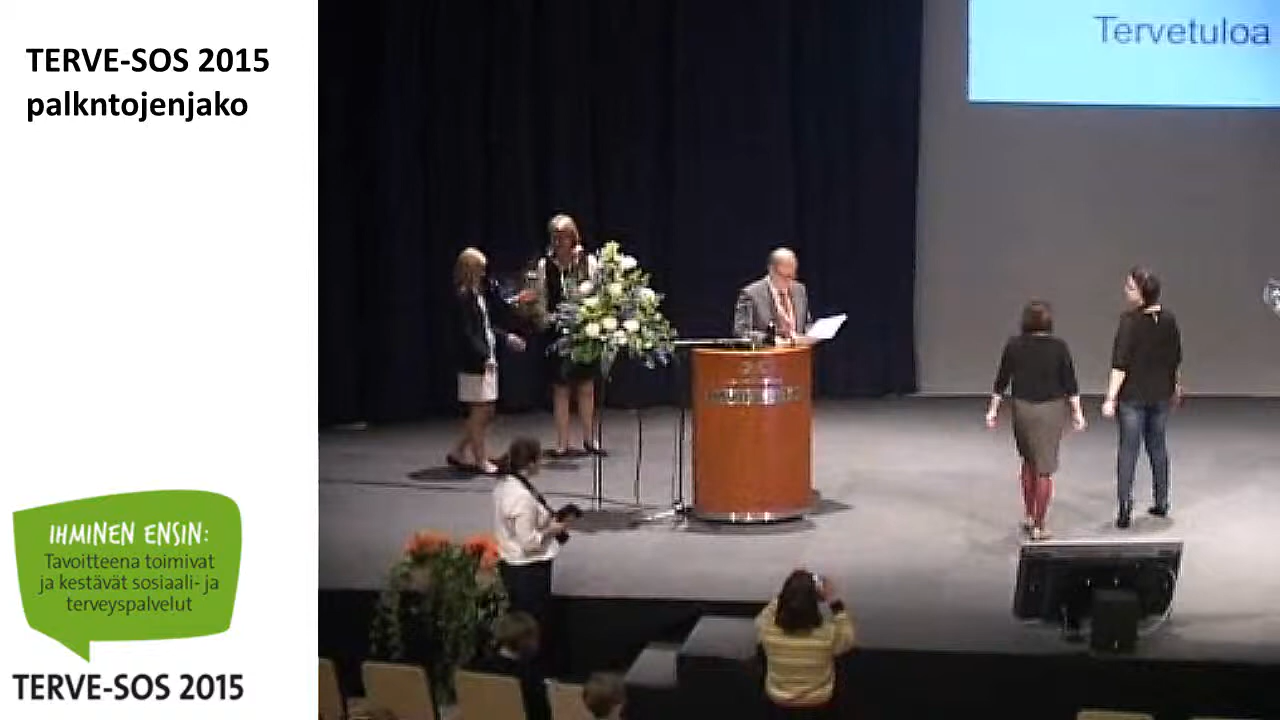 TERVE-SOS 2015
palkntojenjako
Tervetuloa
IHMINEN ENSIN:
Tavoitteena toimivat
ja kestävät sosiaali- ja
terveyspalvelut
TERVE-SOS 2015